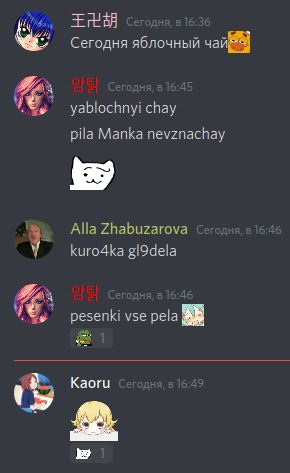 王卍胡 Сегодня, в 16:36
Сегодня яблочный чай
암탉 Сегодня, в 16:45
yablochnyi chay
pila Manka nevznachay
Alla Zhabuzarova Сегодня, в 16:46
kuro4ka gl9dela
암탉 Сегодня, в 16:46
pesenki vse pela
1
Kaoru Сегодня, в 16:49
1